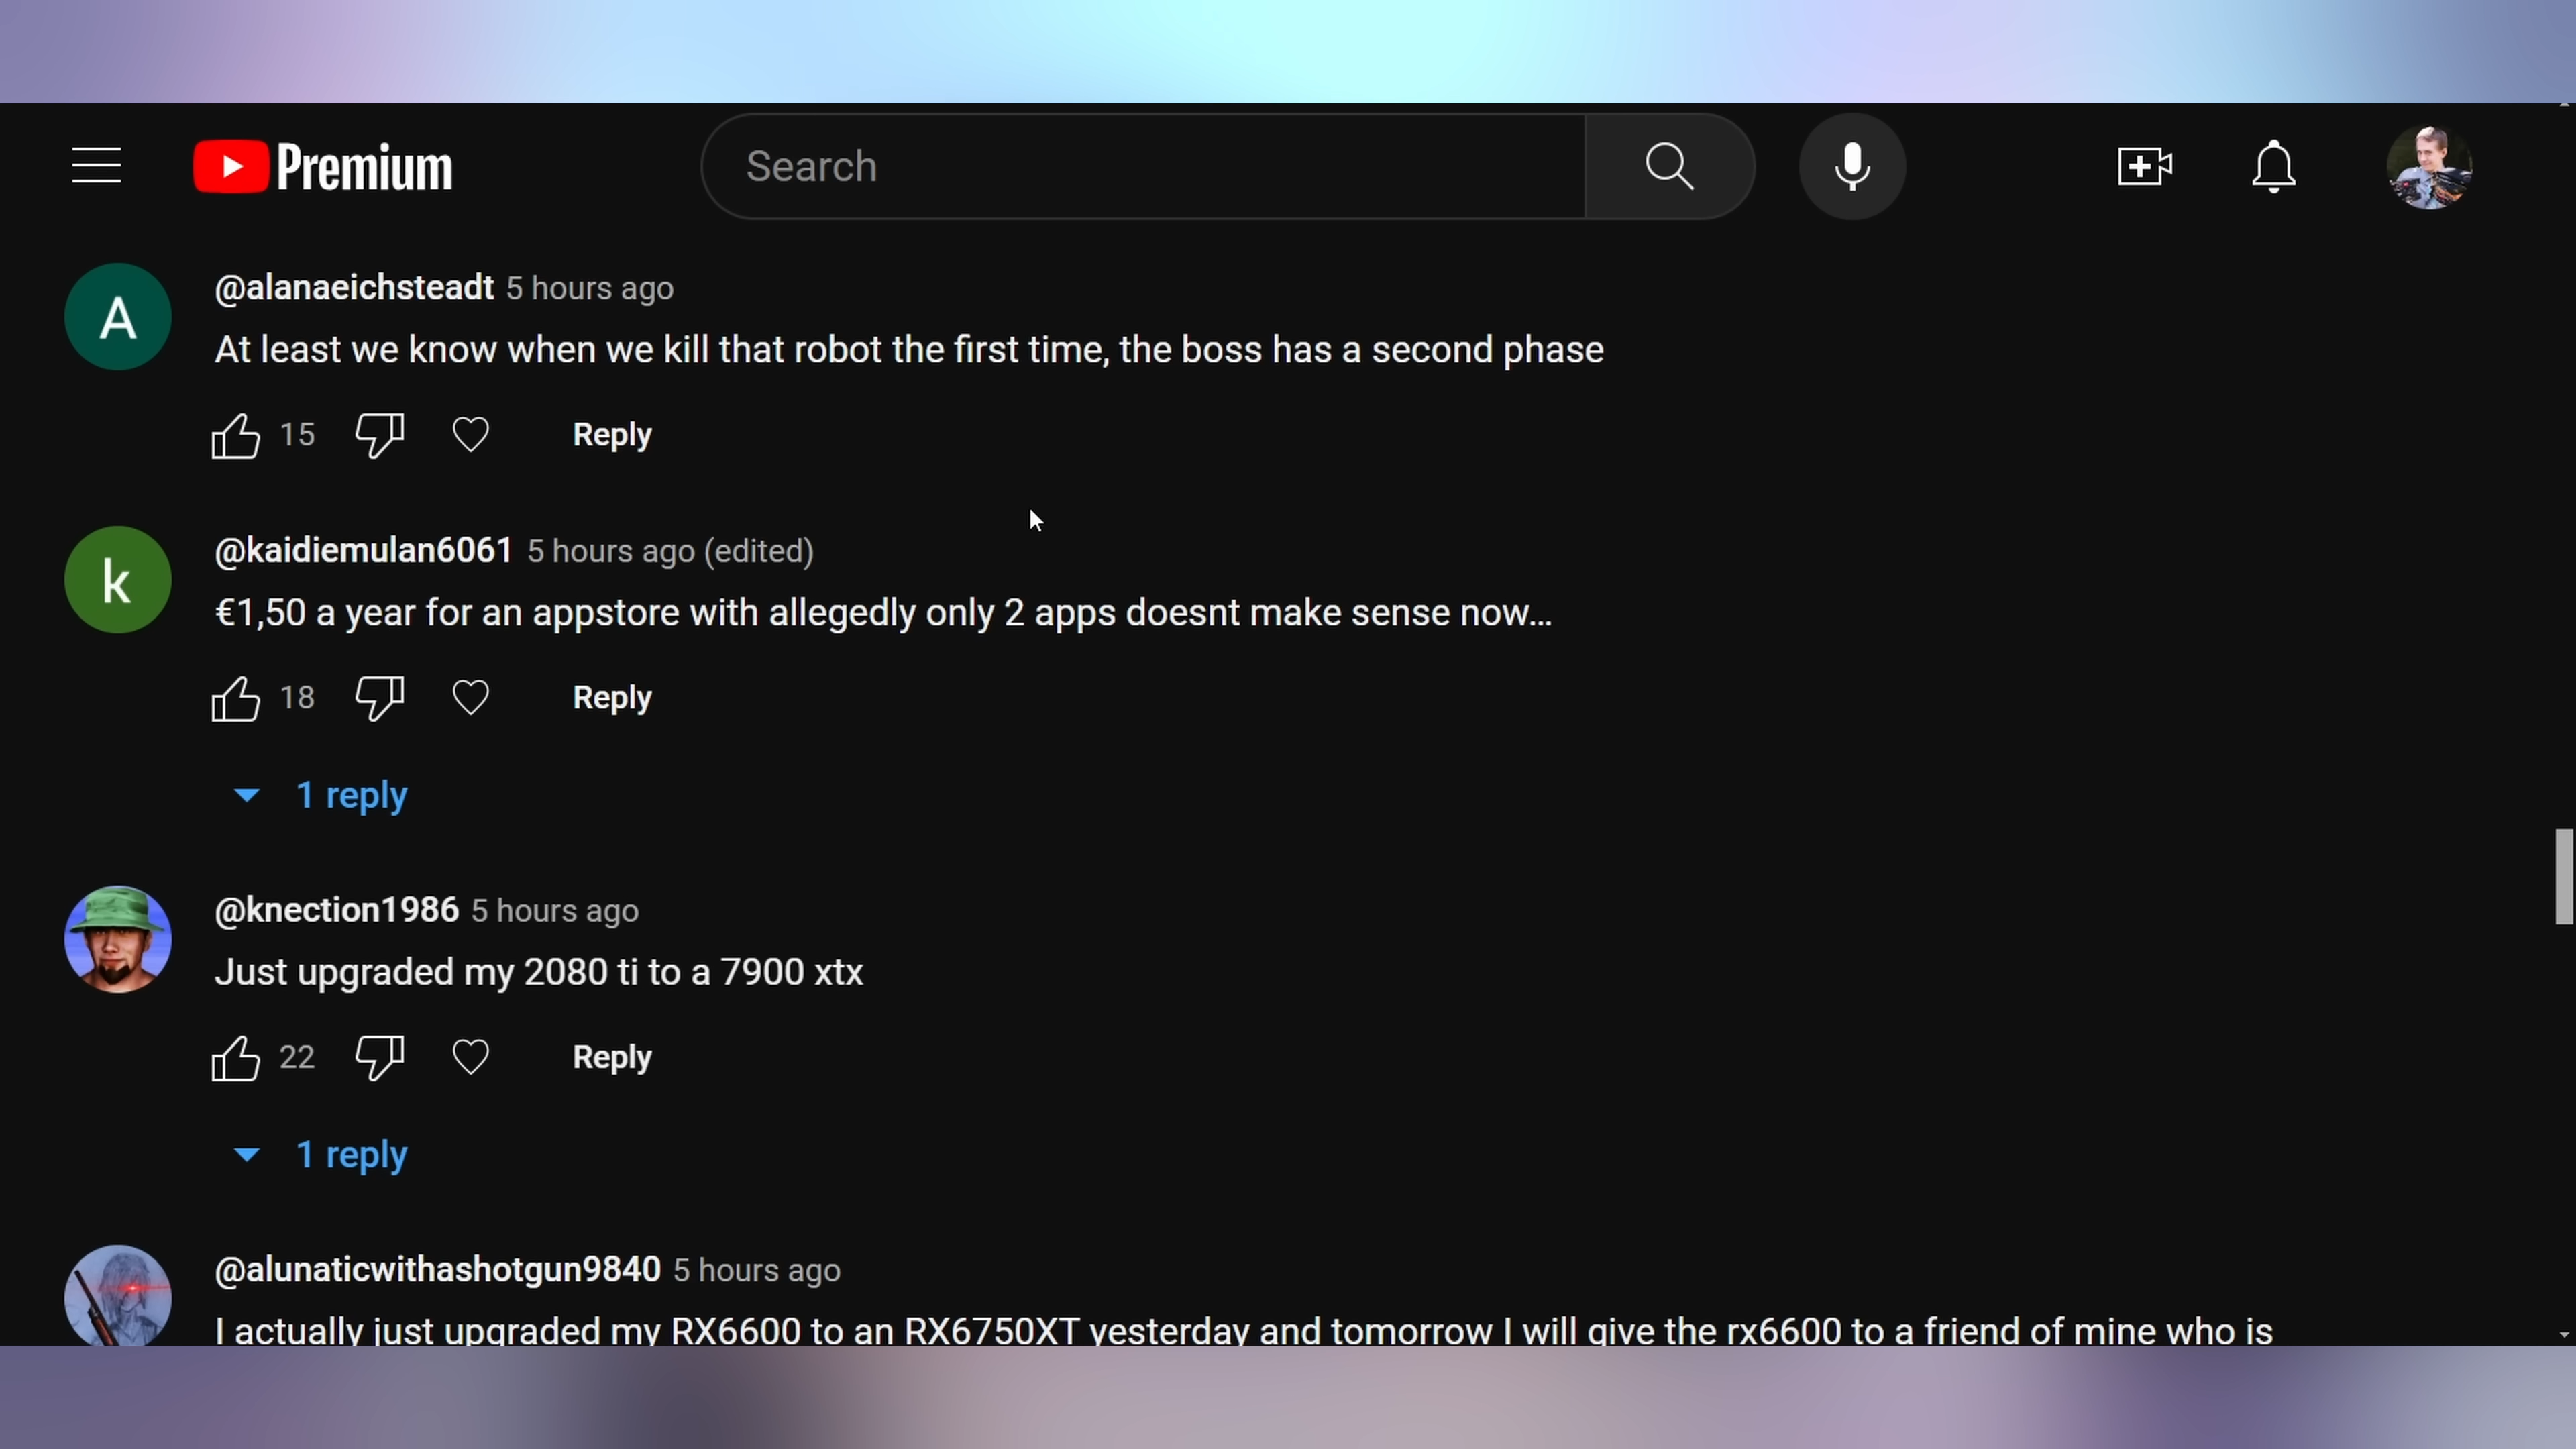 Premium
Search
@alanaeichsteadt 5 hours ago
At least we know when we kill that robot the first time, the boss has a second phase
15 Reply
@kaidiemulan6061 5 hours ago (edited)
€1,50 a year for an appstore with allegedly only 2 apps doesnt make sense now...
18 Reply
1 reply
@knection1986 5 hours ago
Just upgraded my 2080 ti to a 7900 xtx
22 Reply
1 reply
@alunaticwithashotgun9840 5 hours ago
I actually just upgraded my RX6600 to an RX6750XT yesterday and tomorrow I will give the rx6600 to a friend of mine who is
A
k